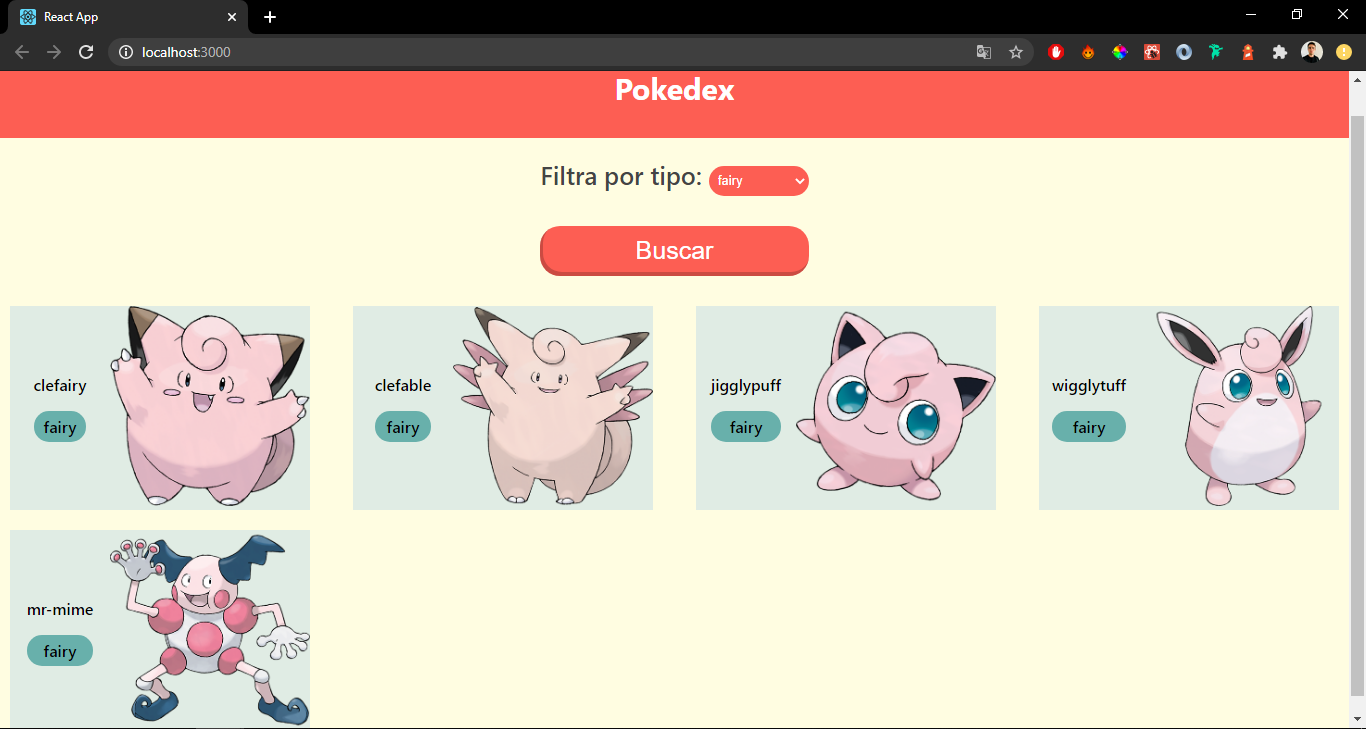 React App
localhost:3000
Pokedex
Filtra por tipo: fairy
Buscar
clefairy
fairy
clefable
fairy
jigglypuff
fairy
wigglytuff
fairy
mr-mime
fairy